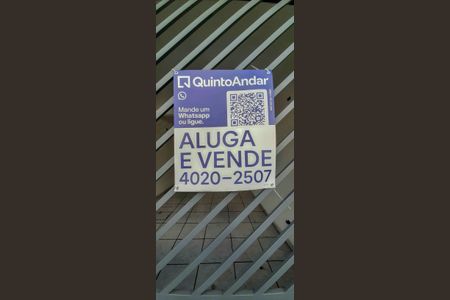 QuintoAndar
Mande um
Whatsapp
ou ligue.
ALUGA
E VENDE
4020-2507